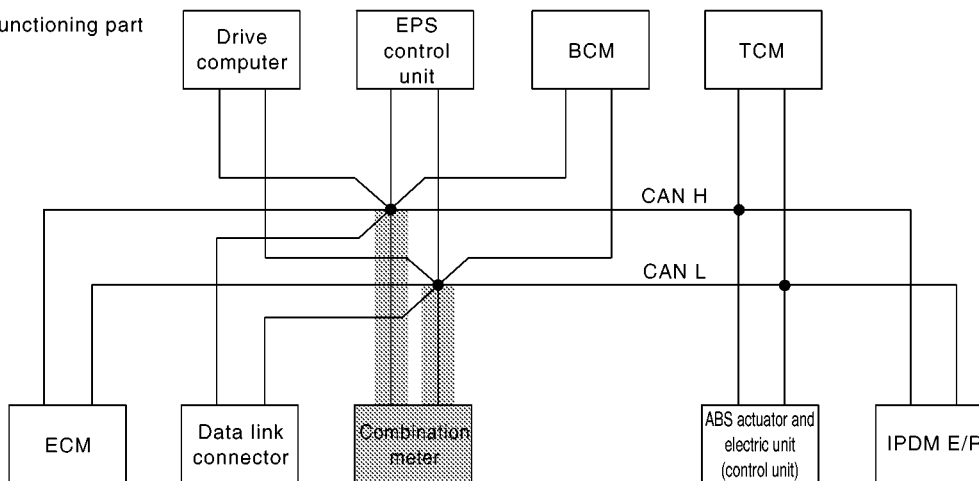 unctioning part
Drive
computer
EPS
control
unit
BCM
TCM
CAN H
CAN L
ECM
Data link
connector
Combination
meter
ABS actuator and
electric unit
(control unit)
IPDM E/